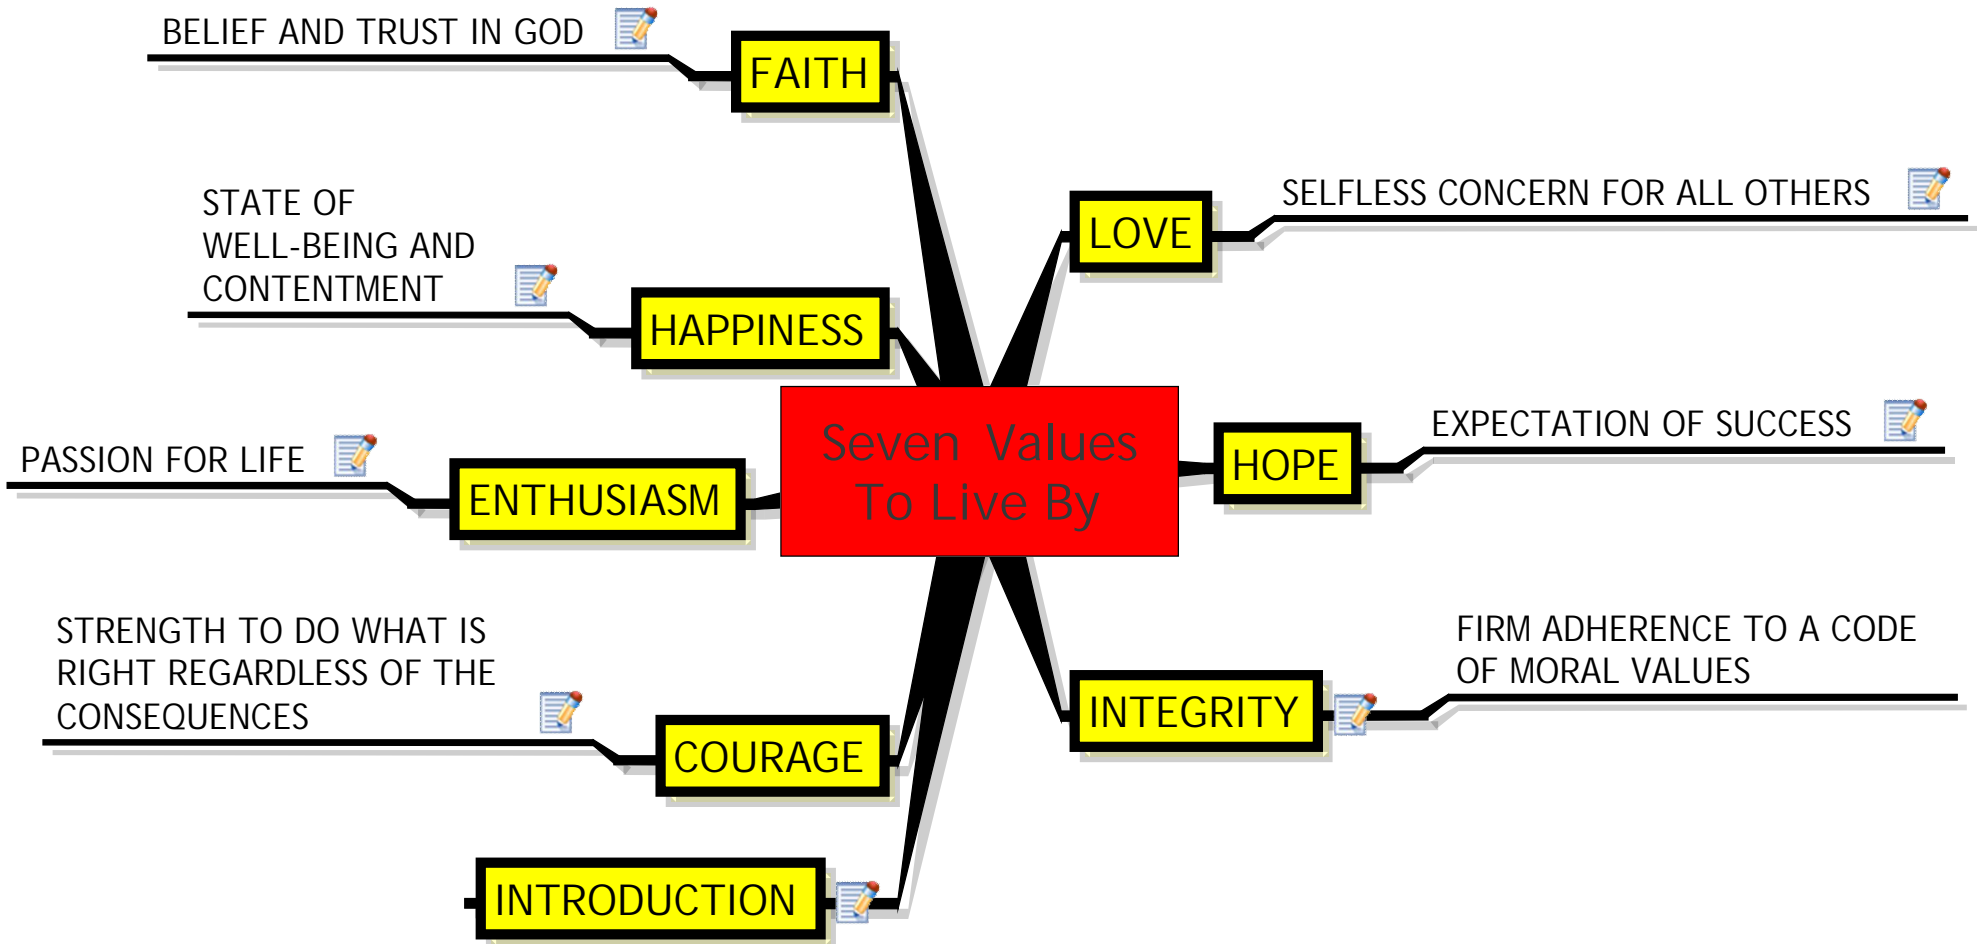 BELIEF AND TRUST IN GOD
FAITH
STATE OF
WELL-BEING AND
CONTENTMENT
HAPPINESS
PASSION FOR LIFE
ENTHUSIASM
STRENGTH TO DO WHAT IS
RIGHT REGARDLESS OF THE
CONSEQUENCES
COURAGE
INTRODUCTION
Seven Values
To Live By
LOVE
SELFLESS CONCERN FOR ALL OTHERS
HOPE
EXPECTATION OF SUCCESS
INTEGRITY
FIRM ADHERENCE TO A CODE
OF MORAL VALUES